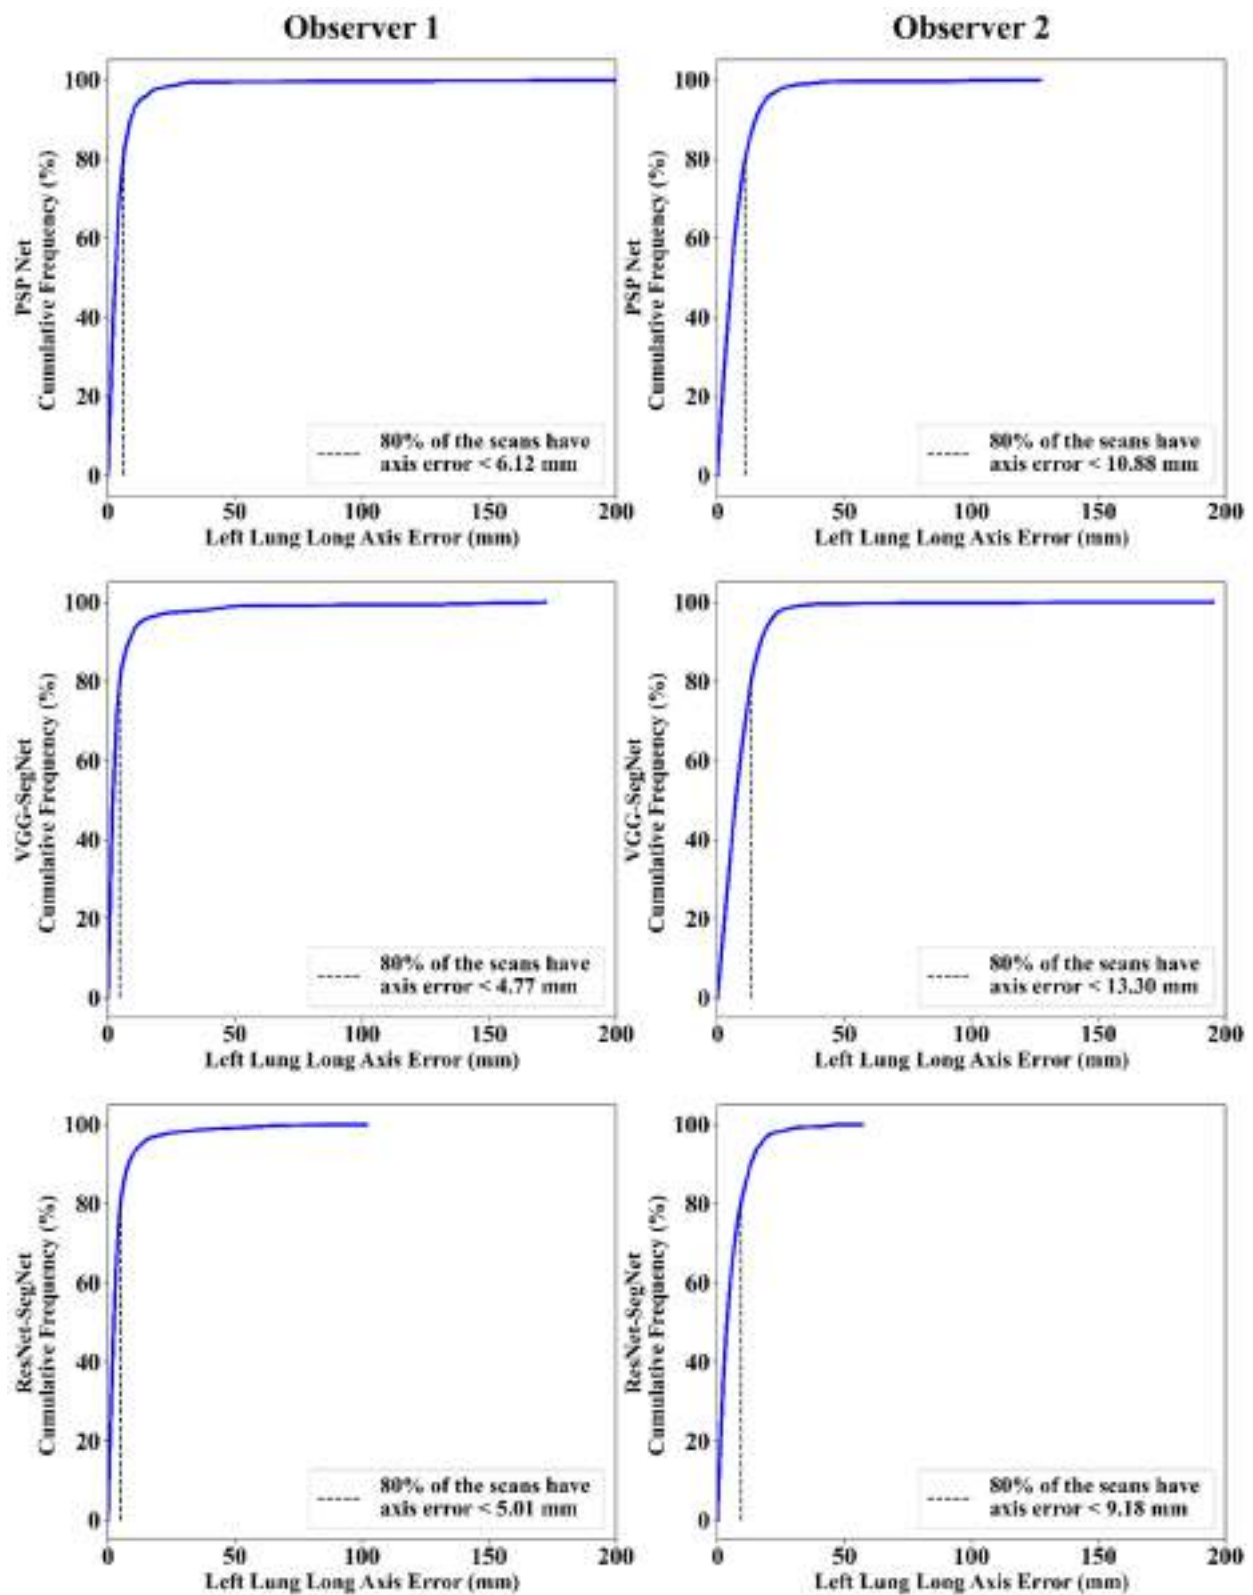 Observer 1
Observer 2
PSP Net
Cumulative Frequency (%)
100
80
60
40
20
0
80% of the scans have
axis error < 6.12 mm
0 50 100 150 200
Left Lung Long Axis Error (mm)
PSP Net
Cumulative Frequency (%)
100
80
60
40
20
0
80% of the scans have
axis error < 10.88 mm
0 50 100 150 200
Left Lung Long Axis Error (mm)
VGG-SegNet
Cumulative Frequency (%)
100
80
60
40
20
0
80% of the scans have
axis error < 4.77 mm
0 50 100 150 200
Left Lung Long Axis Error (mm)
VGG-SegNet
Cumulative Frequency (%)
100
80
60
40
20
0
80% of the scans have
axis error < 13.30 mm
0 50 100 150 200
Left Lung Long Axis Error (mm)
ResNet-SegNet
Cumulative Frequency (%)
100
80
60
40
20
0
80% of the scans have
axis error < 5.01 mm
0 50 100 150 200
Left Lung Long Axis Error (mm)
ResNet-SegNet
Cumulative Frequency (%)
100
80
60
40
20
0
80% of the scans have
axis error < 9.18 mm
0 50 100 150 200
Left Lung Long Axis Error (mm)